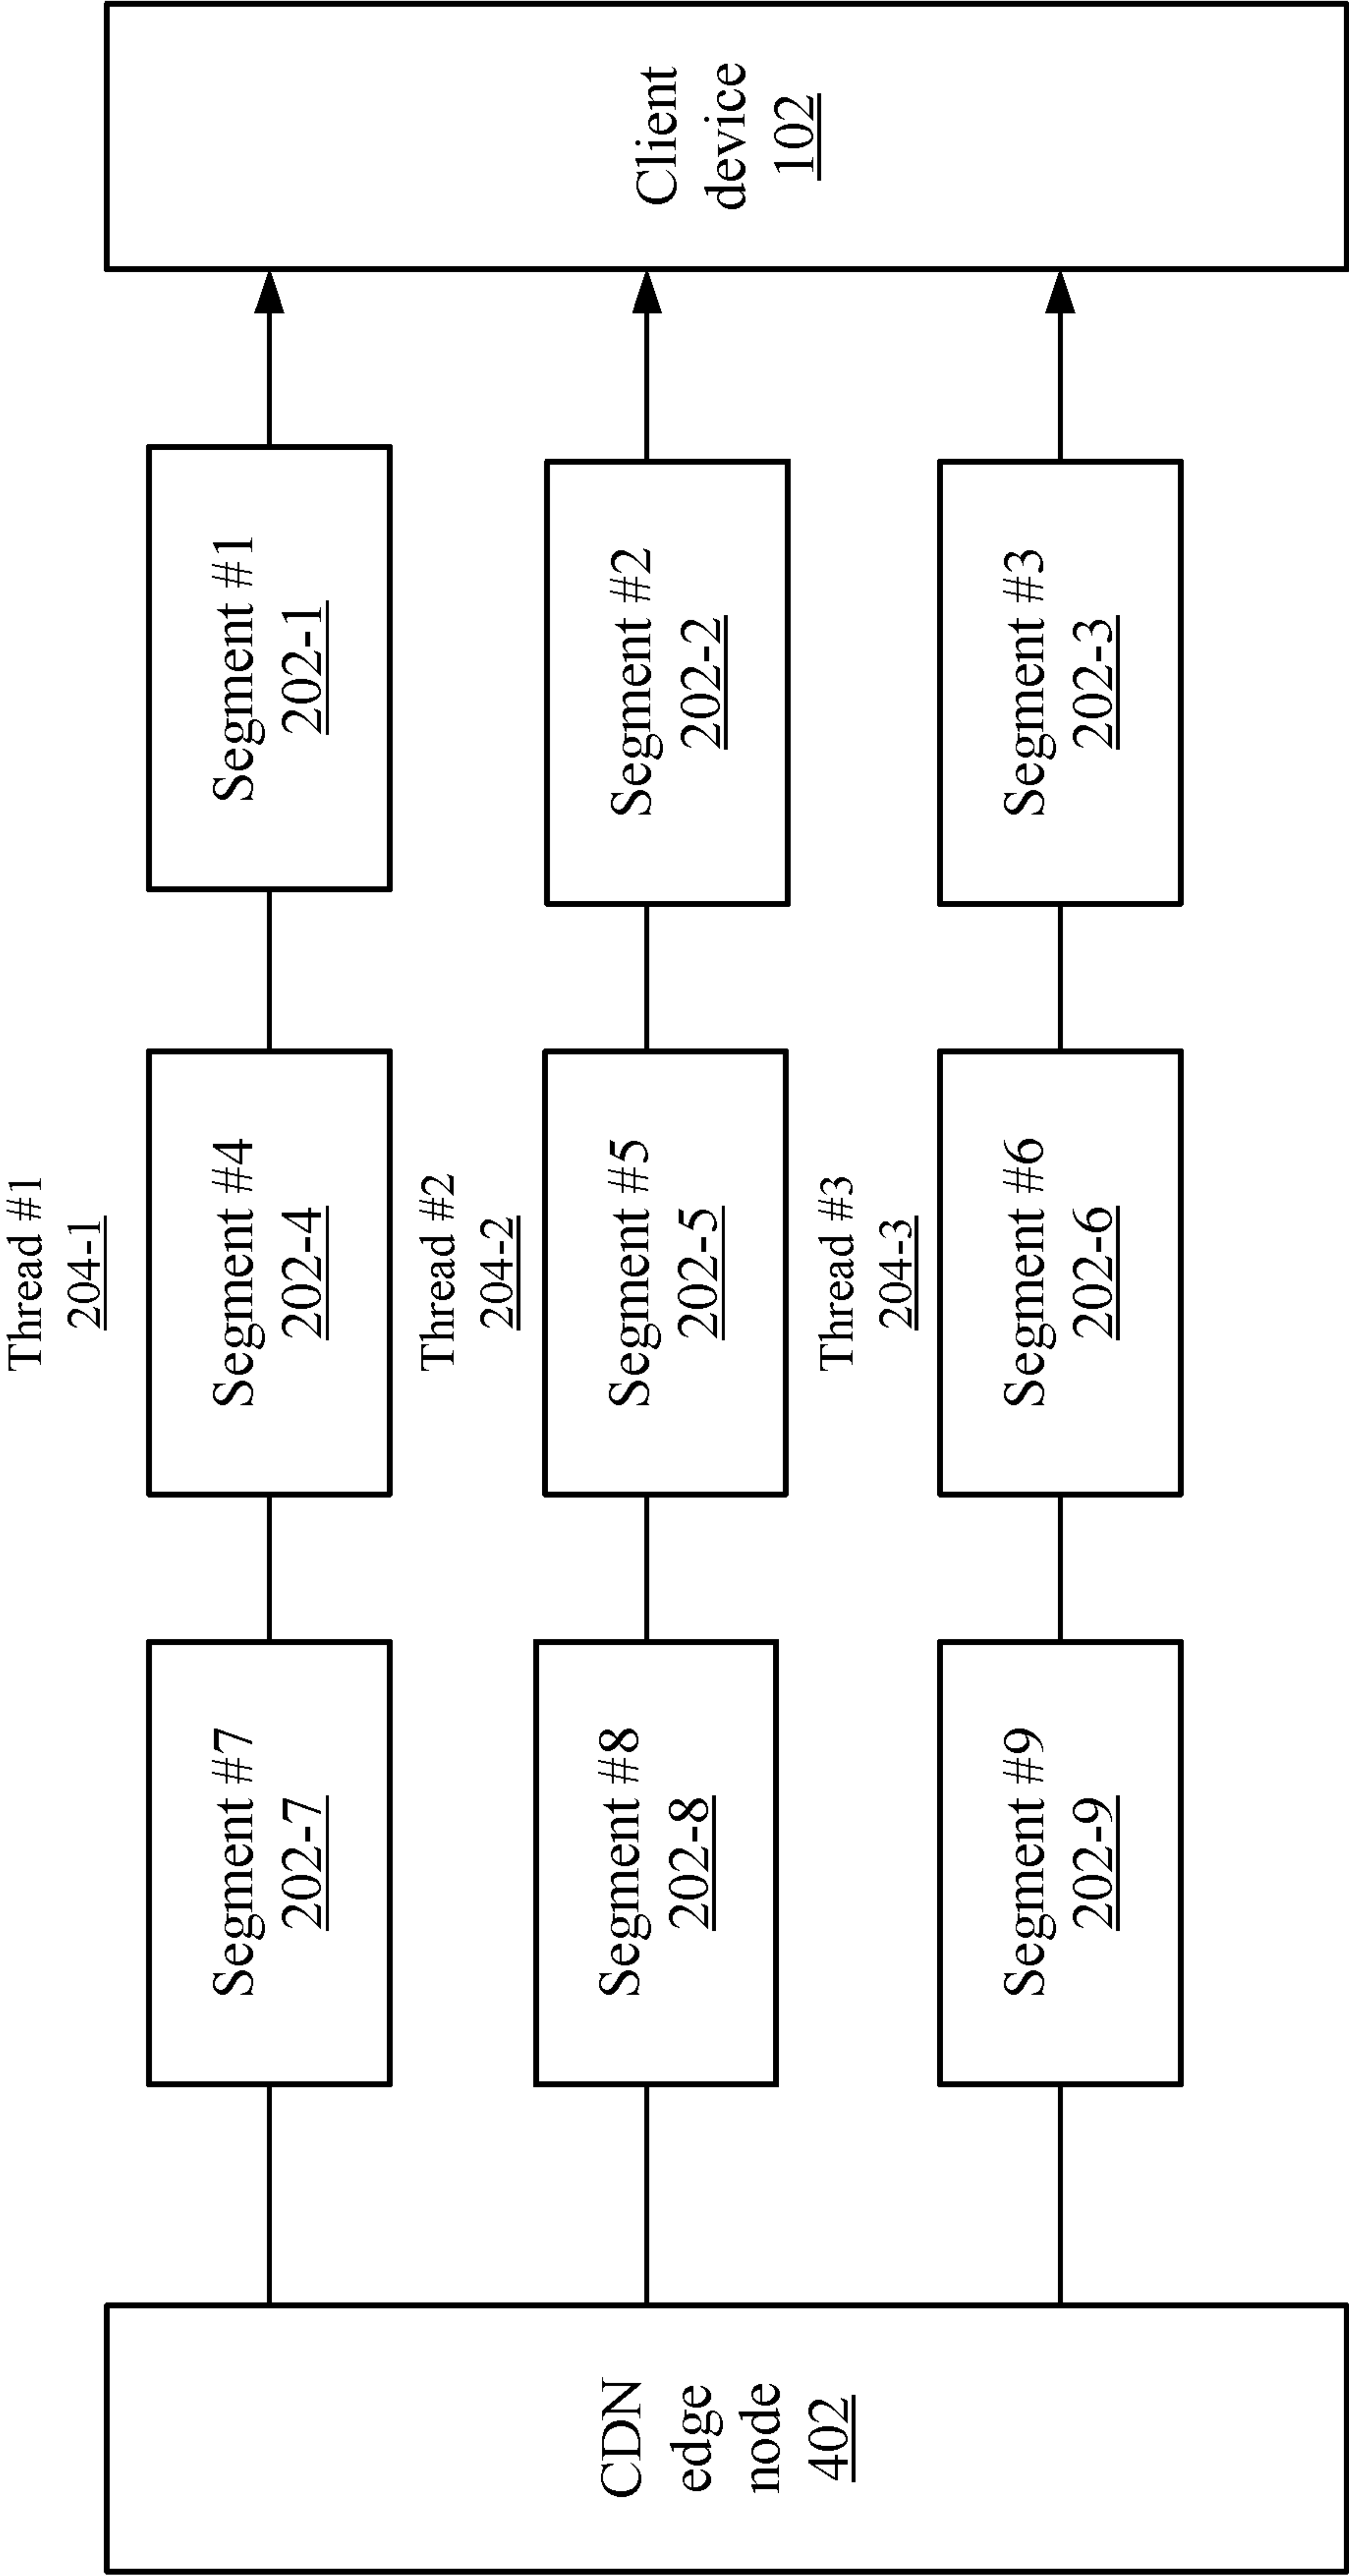 Thread #1
204-1
Segment #7
202-7
Segment #4
202-4
Segment #1
202-1
Thread #2
204-2
CDN
edge
node
402
Segment #8
202-8
Segment #5
202-5
Segment #2
202-2
Client
device
102
Thread #3
204-3
Segment #9
202-9
Segment #6
202-6
Segment #3
202-3